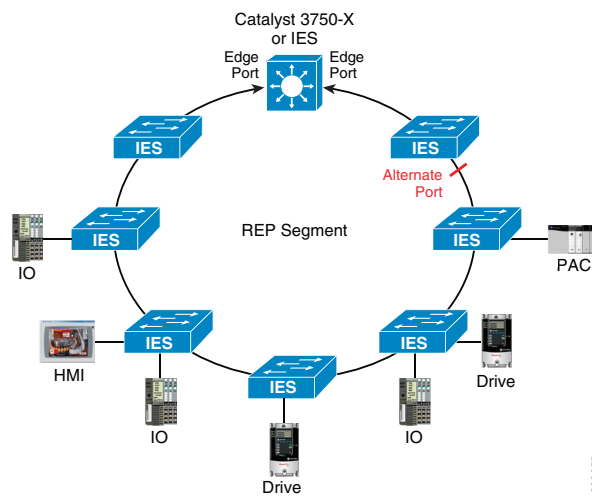 Catalyst 3750-X
or IES
Edge
Port
Edge
Port
IES
IES
Alternate
Port
IES
IES
REP Segment
IO
PAC
IES
IES
HMI
IES
Drive
IO
IO
Drive